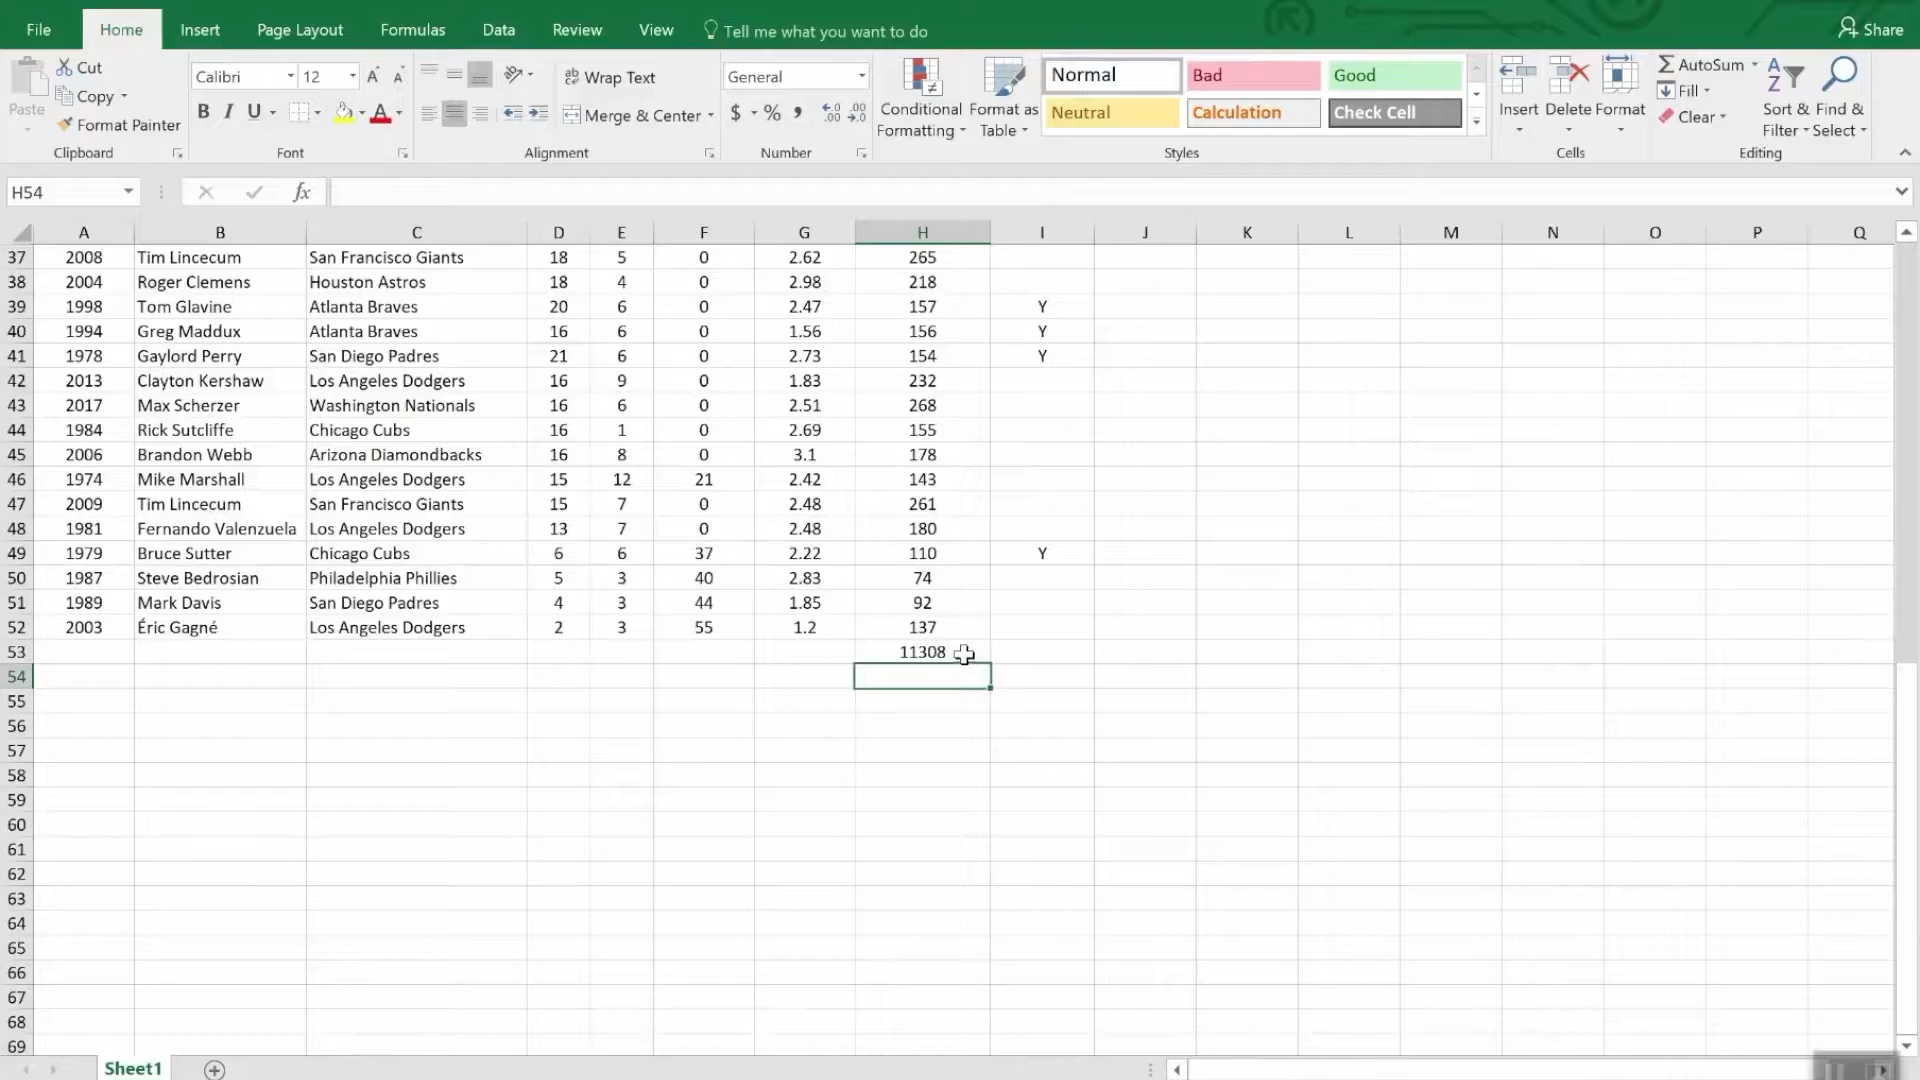 File Home Insert Page Layout Formulas Data Review View Tell me what you want to do Share
Paste Cut Copy Format Painter Clipboard
Calibri 12 A A B I U A Font
Wrap Text Merge & Center Alignment
General $ % , .0 .00 .00 .0 Number
Conditional Formatting Format as Table Normal Bad Good Neutral Calculation Check Cell Styles
Insert Delete Format Cells
AutoSum Fill Clear Sort & Filter Find & Select Editing
H54 fx
A B C D E F G H I J K L M N O P Q
37 2008 Tim Lincecum San Francisco Giants 18 5 0 2.62 265
38 2004 Roger Clemens Houston Astros 18 4 0 2.98 218
39 1998 Tom Glavine Atlanta Braves 20 6 0 2.47 157 Y
40 1994 Greg Maddux Atlanta Braves 16 6 0 1.56 156 Y
41 1978 Gaylord Perry San Diego Padres 21 6 0 2.73 154 Y
42 2013 Clayton Kershaw Los Angeles Dodgers 16 9 0 1.83 232
43 2017 Max Scherzer Washington Nationals 16 6 0 2.51 268
44 1984 Rick Sutcliffe Chicago Cubs 16 1 0 2.69 155
45 2006 Brandon Webb Arizona Diamondbacks 16 8 0 3.1 178
46 1974 Mike Marshall Los Angeles Dodgers 15 12 21 2.42 143
47 2009 Tim Lincecum San Francisco Giants 15 7 0 2.48 261
48 1981 Fernando Valenzuela Los Angeles Dodgers 13 7 0 2.48 180
49 1979 Bruce Sutter Chicago Cubs 6 6 37 2.22 110 Y
50 1987 Steve Bedrosian Philadelphia Phillies 5 3 40 2.83 74
51 1989 Mark Davis San Diego Padres 4 3 44 1.85 92
52 2003 Éric Gagné Los Angeles Dodgers 2 3 55 1.2 137
53 11308
54
55
56
57
58
59
60
61
62
63
64
65
66
67
68
69
Sheet1